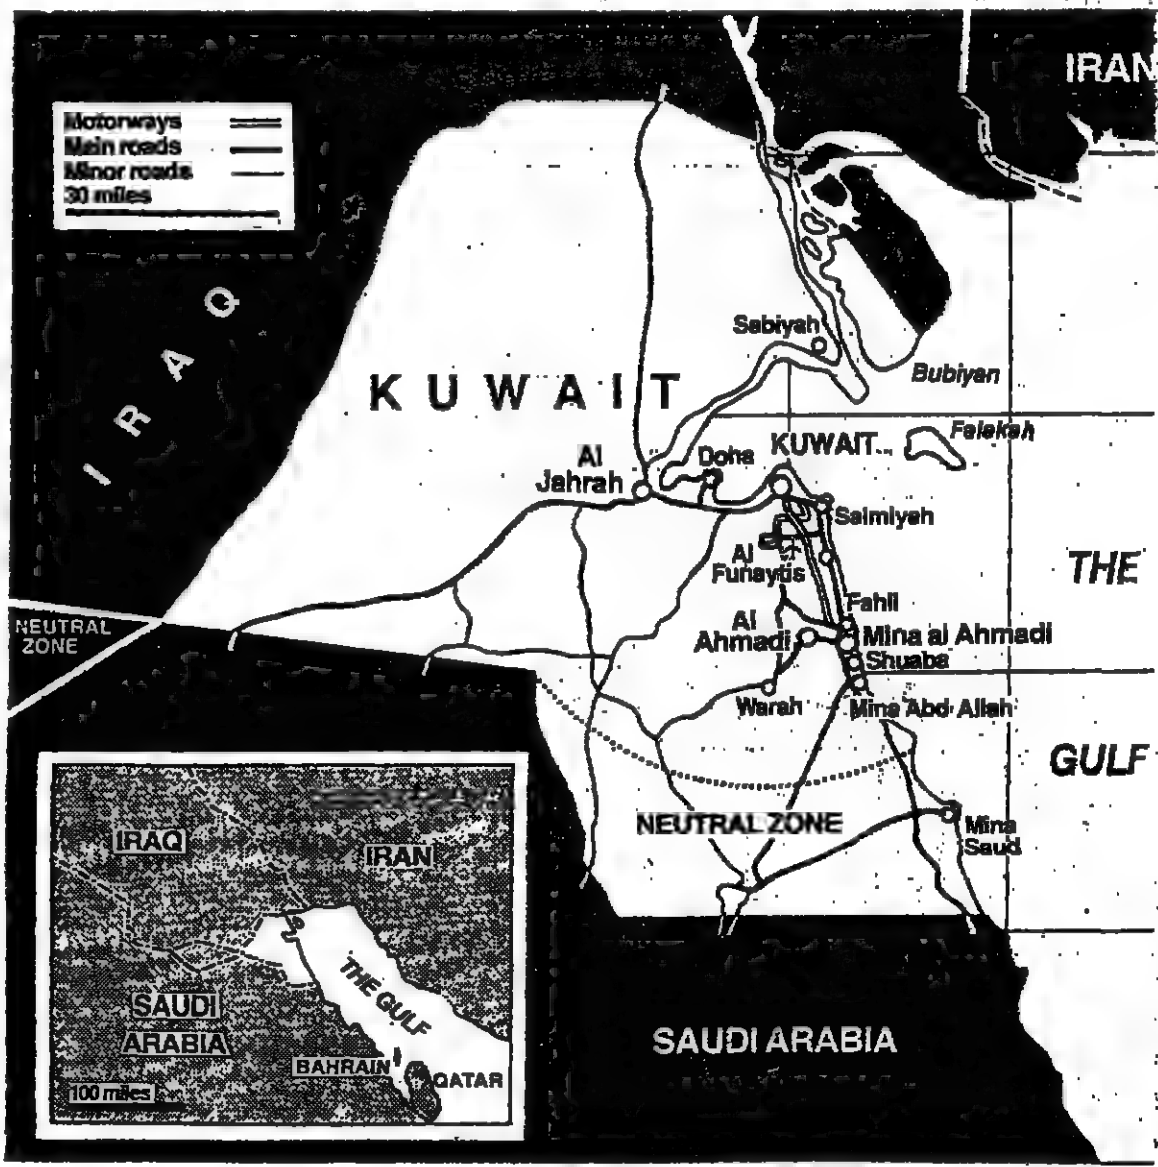 IRAN
Motorways
Main roads
Minor roads
30 miles
IRAQ
Sabiyah
KUWAIT
Bubiyan
Failakah
KUWAIT
Doha
Al
Jahrah
Salmiyah
THE
Al
Funaytis
Fahil
NEUTRAL
ZONE
Al
Ahmadi
Mina al Ahmadi
Shuaba
Warah
Mina Abd Allah
GULF
NEUTRAL ZONE
Mina
Saud
SAUDI ARABIA
IRAQ
IRAN
THE GULF
SAUDI
ARABIA
BAHRAIN
QATAR
100 miles